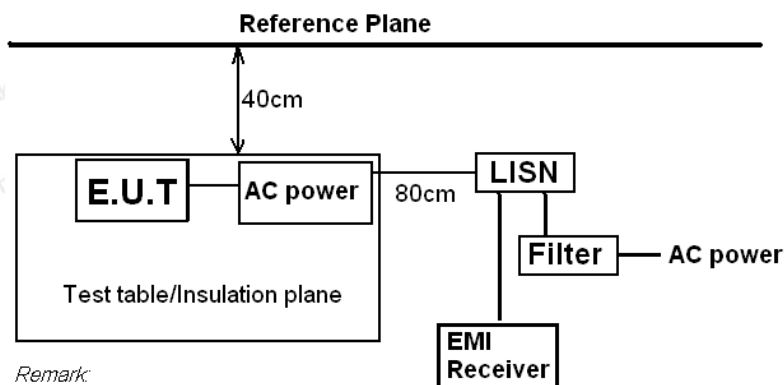 Reference Plane
40cm
E.U.T
AC power
80cm
LISN
Filter
AC power
Test table/Insulation plane
EMI
Receiver
Remark: